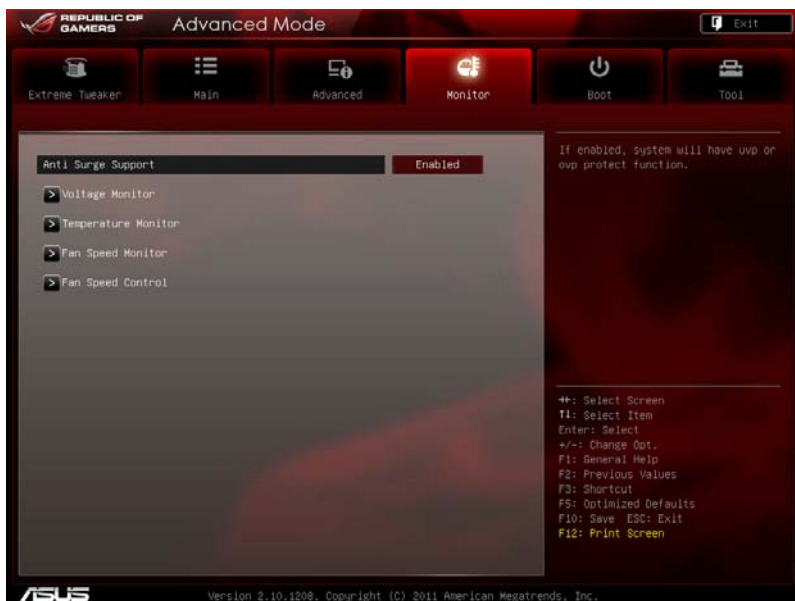 REPUBLIC OF
GAMERS
Advanced Mode
Exit
Extreme Tweaker
Main
Advanced
Monitor
Boot
Tool
Anti Surge Support
Enabled
> Voltage Monitor
> Temperature Monitor
> Fan Speed Monitor
> Fan Speed Control
If enabled, system will have uvp or
ovp protect function.
→←: Select Screen
↑↓: Select Item
Enter: Select
+/-: Change Opt.
F1: General Help
F2: Previous Values
F3: Shortcut
F5: Optimized Defaults
F10: Save ESC: Exit
F12: Print Screen
ASUS
Version 2.10.1208. Copyright (C) 2011 American Megatrends, Inc.